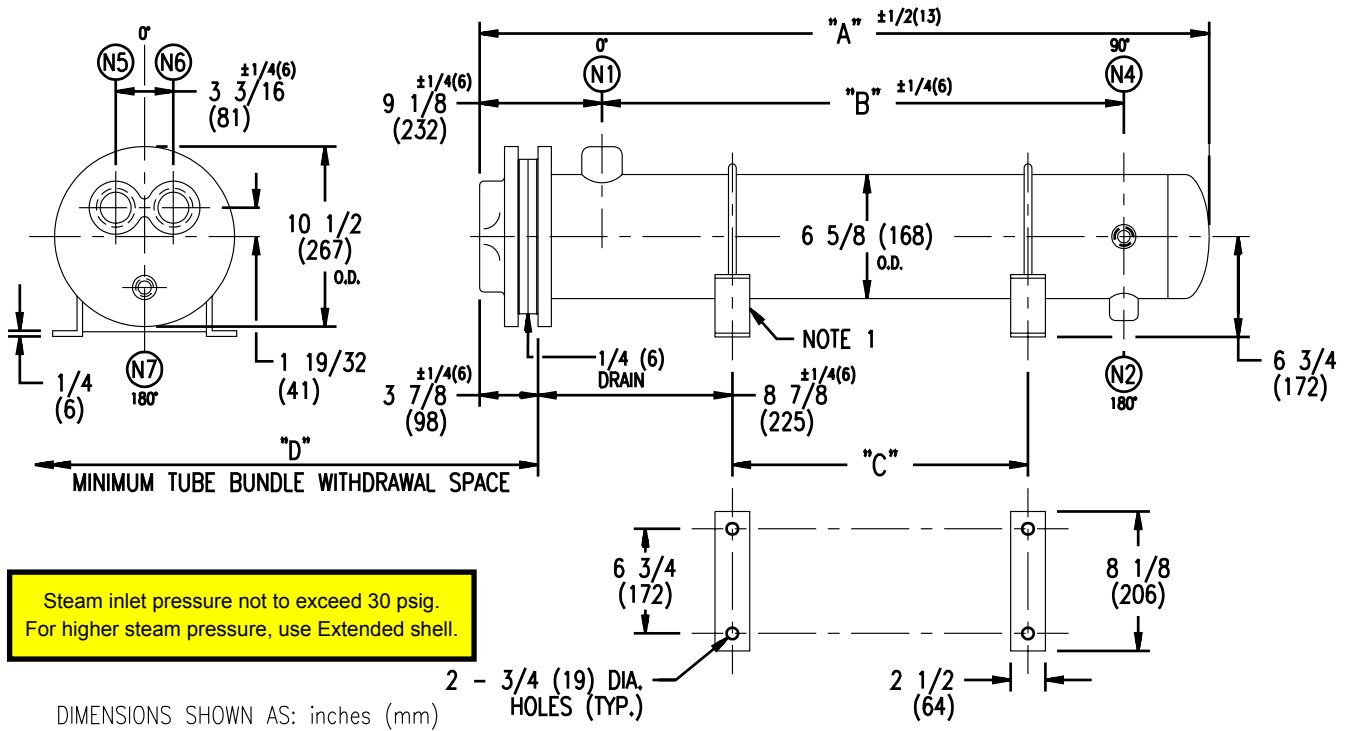 "A" ±1/2(13)
0°
N5 N6
±1/4(6)
3 3/16
(81)
±1/4(6)
9 1/8
(232)
0°
N1
"B" ±1/4(6)
90°
N4
10 1/2
(267)
O.D.
6 5/8 (168)
O.D.
NOTE 1
1/4 (6)
DRAIN
1/4
(6)
N7
180°
1 19/32
(41)
±1/4(6)
3 7/8
(98)
±1/4(6)
8 7/8
(225)
N2
180°
6 3/4
(172)
"D"
MINIMUM TUBE BUNDLE WITHDRAWAL SPACE
"C"
6 3/4
(172)
8 1/8
(206)
Steam inlet pressure not to exceed 30 psig.
For higher steam pressure, use Extended shell.
2 - 3/4 (19) DIA.
HOLES (TYP.)
2 1/2
(64)
DIMENSIONS SHOWN AS: inches (mm)